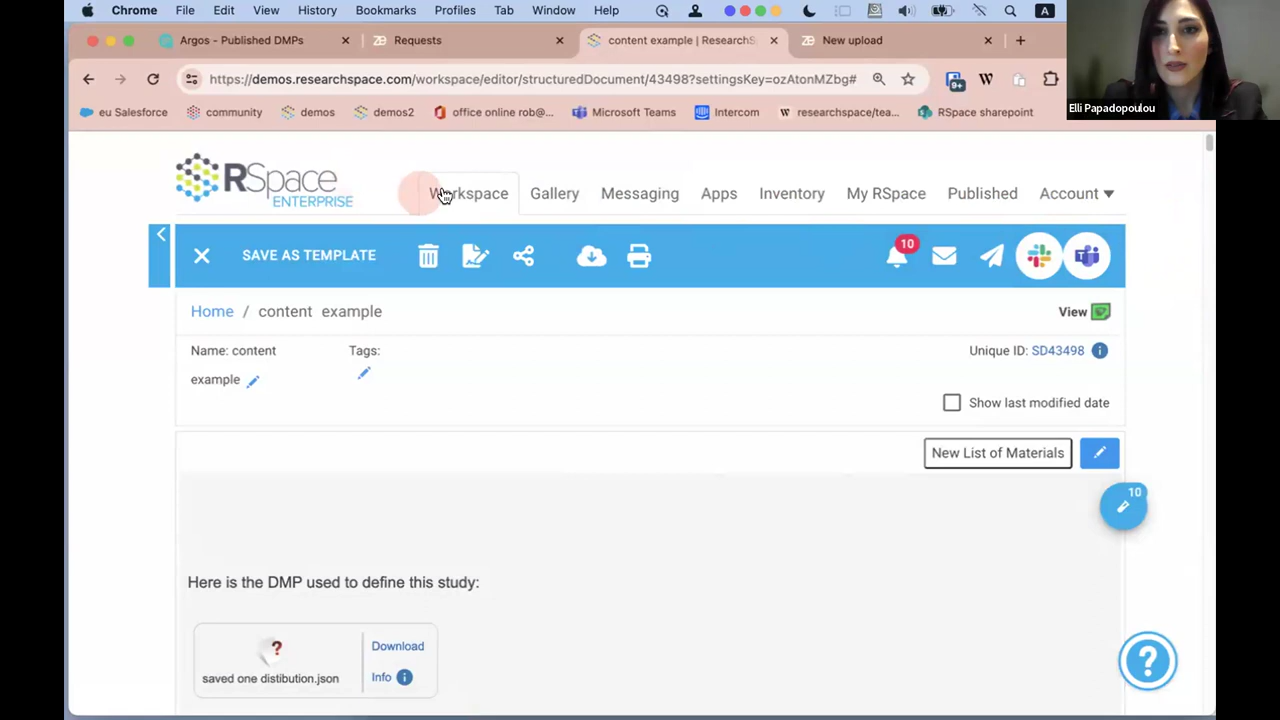 Chrome File Edit View History Bookmarks Profiles Tab Window Help A
Argos - Published DMPs Requests content example | ResearchS New upload
https://demos.researchspace.com/workspace/editor/structuredDocument/43498?settingsKey=ozAtonMZbg# 9+ W
eu Salesforce community demos demos2 office online rob@... Microsoft Teams Intercom researchspace/tea... RSpace sharepoint
Elli Papadopoulou
RSpace
ENTERPRISE
Workspace Gallery Messaging Apps Inventory My RSpace Published Account
SAVE AS TEMPLATE 10
Home / content example View
Name: content Tags: Unique ID: SD43498
example
Show last modified date
New List of Materials
10
Here is the DMP used to define this study:
saved one distibution.json Download
Info